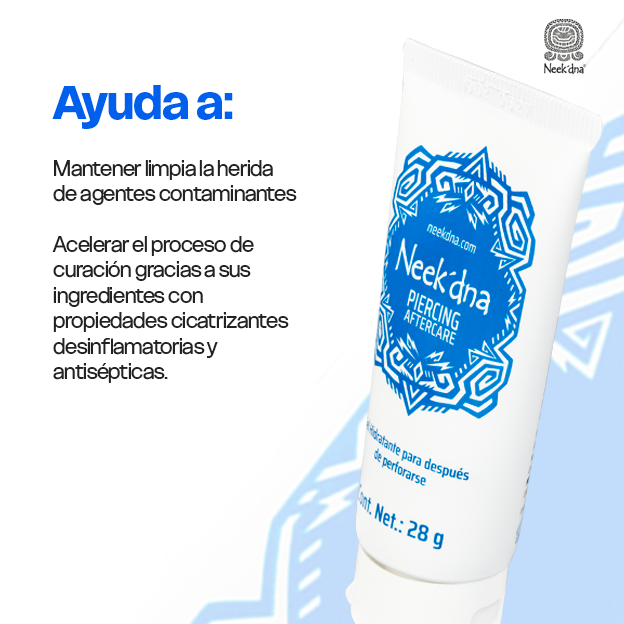 Neek'dna®
Ayuda a:
Mantener limpia la herida
de agentes contaminantes
Acelerar el proceso de
curación gracias a sus
ingredientes con
propiedades cicatrizantes
desinflamatorias y
antisépticas.
neekdna.com
Neek'dna
PIERCING
AFTERCARE
hidratante para después
de perforarse
Cont. Net.: 28 g